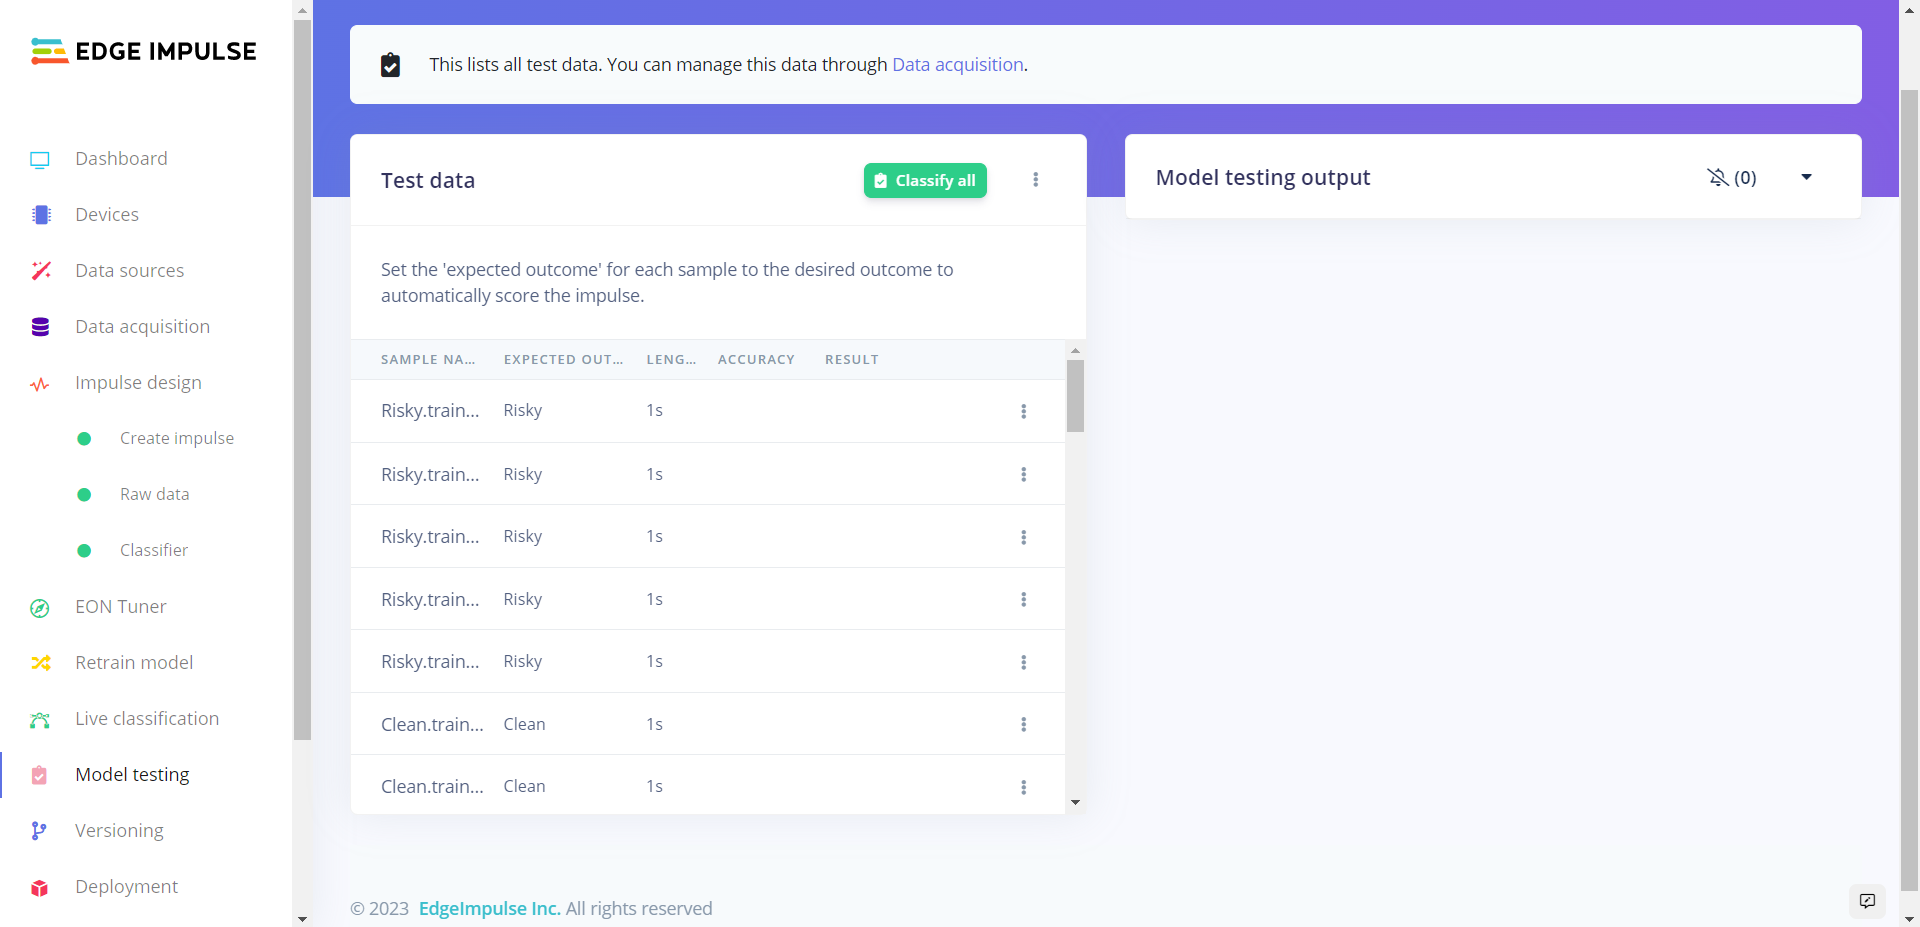 EDGE IMPULSE
Dashboard
Devices
Data sources
Data acquisition
Impulse design
Create impulse
Raw data
Classifier
EON Tuner
Retrain model
Live classification
Model testing
Versioning
Deployment
This lists all test data. You can manage this data through Data acquisition.
Test data
Classify all
Set the 'expected outcome' for each sample to the desired outcome to
automatically score the impulse.
SAMPLE NA... EXPECTED OUT... LENG... ACCURACY RESULT
Risky.train... Risky 1s
Risky.train... Risky 1s
Risky.train... Risky 1s
Risky.train... Risky 1s
Risky.train... Risky 1s
Clean.train... Clean 1s
Clean.train... Clean 1s
Model testing output
(0)
© 2023 EdgeImpulse Inc. All rights reserved